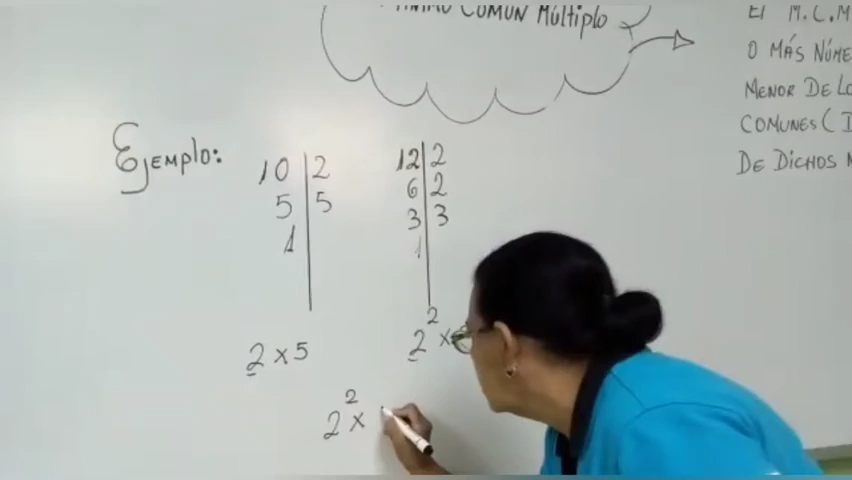 COMÚN MÚltiplo
El M.C.M
O MÁS NÚME
MENOR DE LO
COMUNES (
DE DICHOS
Ejemplo:
10 | 2
5 | 5
1
12 | 2
6 | 2
3 | 3
1
2 x 5
2² x
2² x